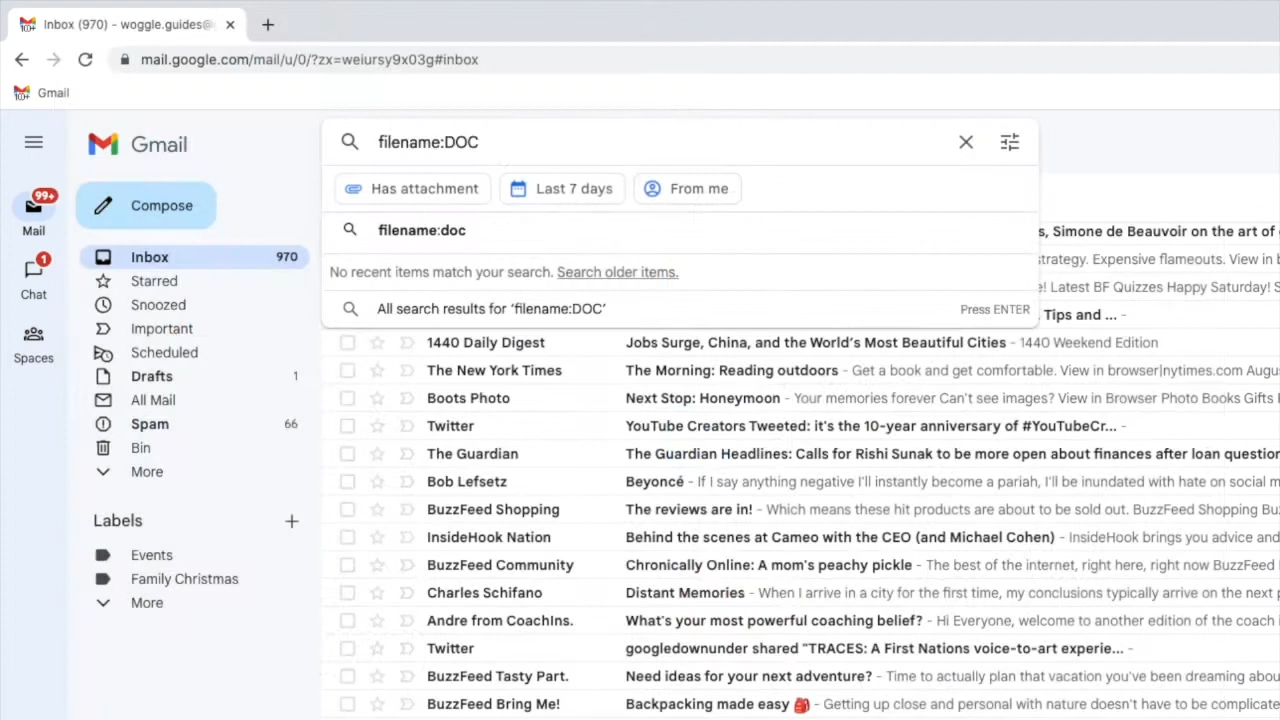 Inbox (970) - woggle.guides@
mail.google.com/mail/u/0/?zx=weiursy9x03g#inbox
Gmail
Gmail
filename:DOC
Has attachment
Last 7 days
From me
filename:doc
No recent items match your search. Search older items.
All search results for ‘filename:DOC’
Press ENTER
99+
Mail
1
Chat
Spaces
Compose
Inbox 970
Starred
Snoozed
Important
Scheduled
Drafts 1
All Mail
Spam 66
Bin
More
Labels
Events
Family Christmas
More
s, Simone de Beauvoir on the art of
strategy. Expensive flameouts. View in b
e! Latest BF Quizzes Happy Saturday! S
Tips and ... -
1440 Daily Digest Jobs Surge, China, and the World’s Most Beautiful Cities - 1440 Weekend Edition
The New York Times The Morning: Reading outdoors - Get a book and get comfortable. View in browser|nytimes.com Augus
Boots Photo Next Stop: Honeymoon - Your memories forever Can't see images? View in Browser Photo Books Gifts
Twitter YouTube Creators Tweeted: it's the 10-year anniversary of #YouTubeCr... -
The Guardian The Guardian Headlines: Calls for Rishi Sunak to be more open about finances after loan question
Bob Lefsetz Beyoncé - If I say anything negative I'll instantly become a pariah, I'll be inundated with hate on social m
BuzzFeed Shopping The reviews are in! - Which means these hit products are about to be sold out. BuzzFeed Shopping Bu
InsideHook Nation Behind the scenes at Cameo with the CEO (and Michael Cohen) - InsideHook brings you advice and
BuzzFeed Community Chronically Online: A mom's peachy pickle - The best of the internet, right here, right now BuzzFeed
Charles Schifano Distant Memories - When I arrive in a city for the first time, my conclusions typically arrive on the next p
Andre from CoachIns. What's your most powerful coaching belief? - Hi Everyone, welcome to another edition of the coach
Twitter googledownunder shared "TRACES: A First Nations voice-to-art experie... -
BuzzFeed Tasty Part. Need ideas for your next adventure? - Time to actually plan that vacation you've been dreaming abou
BuzzFeed Bring Me! Backpacking made easy 🎒 - Getting up close and personal with nature doesn't have to be complicate